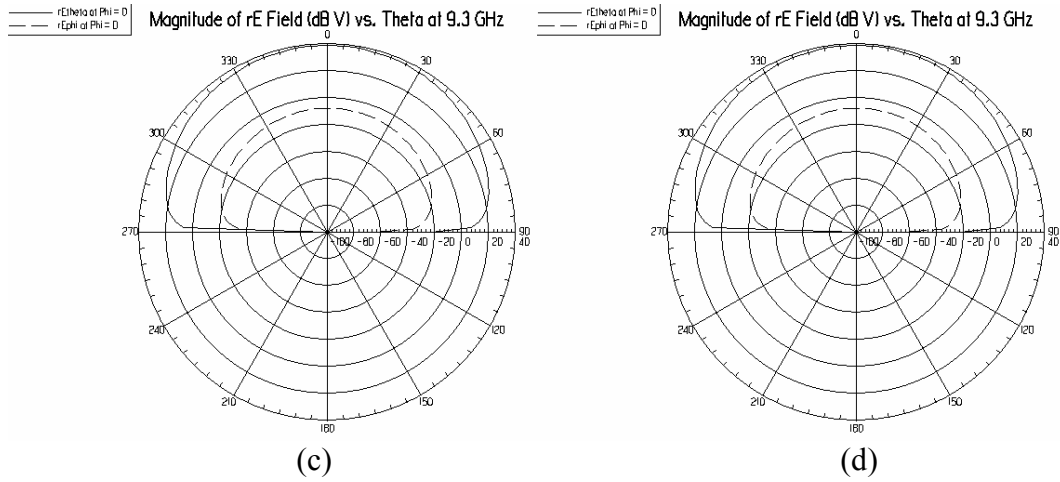 rEtheta at Phi = 0
rEphi at Phi = 0
Magnitude of rE Field (dB V) vs. Theta at 9.3 GHz
0
330
30
300
60
270
-100 -80 -60 -40 -20 0 20 40
90
240
120
210
150
180
(c)
rEtheta at Phi = 0
rEphi at Phi = 0
Magnitude of rE Field (dB V) vs. Theta at 9.3 GHz
0
330
30
300
60
270
-100 -80 -60 -40 -20 0 20 40
90
240
120
210
150
180
(d)